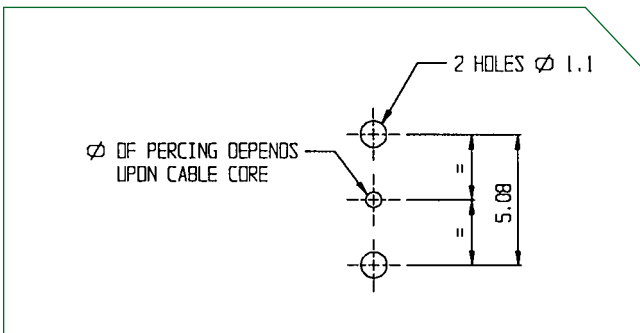 2 HOLES Ø 1.1
Ø OF PERCING DEPENDS
UPON CABLE CORE
=
=
5.08